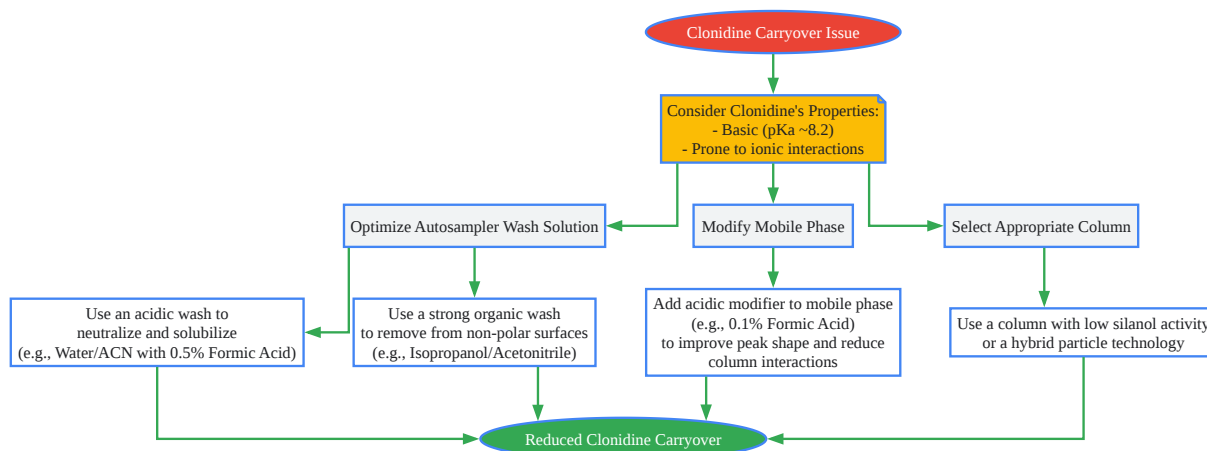 Clonidine Carryover Issue
Consider Clonidine's Properties:
- Basic (pKa ~8.2)
- Prone to ionic interactions
Optimize Autosampler Wash Solution
Modify Mobile Phase
Select Appropriate Column
Use an acidic wash to
neutralize and solubilize
(e.g., Water/ACN with 0.5% Formic Acid)
Use a strong organic wash
to remove from non-polar surfaces
(e.g., Isopropanol/Acetonitrile)
Add acidic modifier to mobile phase
(e.g., 0.1% Formic Acid)
to improve peak shape and reduce
column interactions
Use a column with low silanol activity
or a hybrid particle technology
Reduced Clonidine Carryover